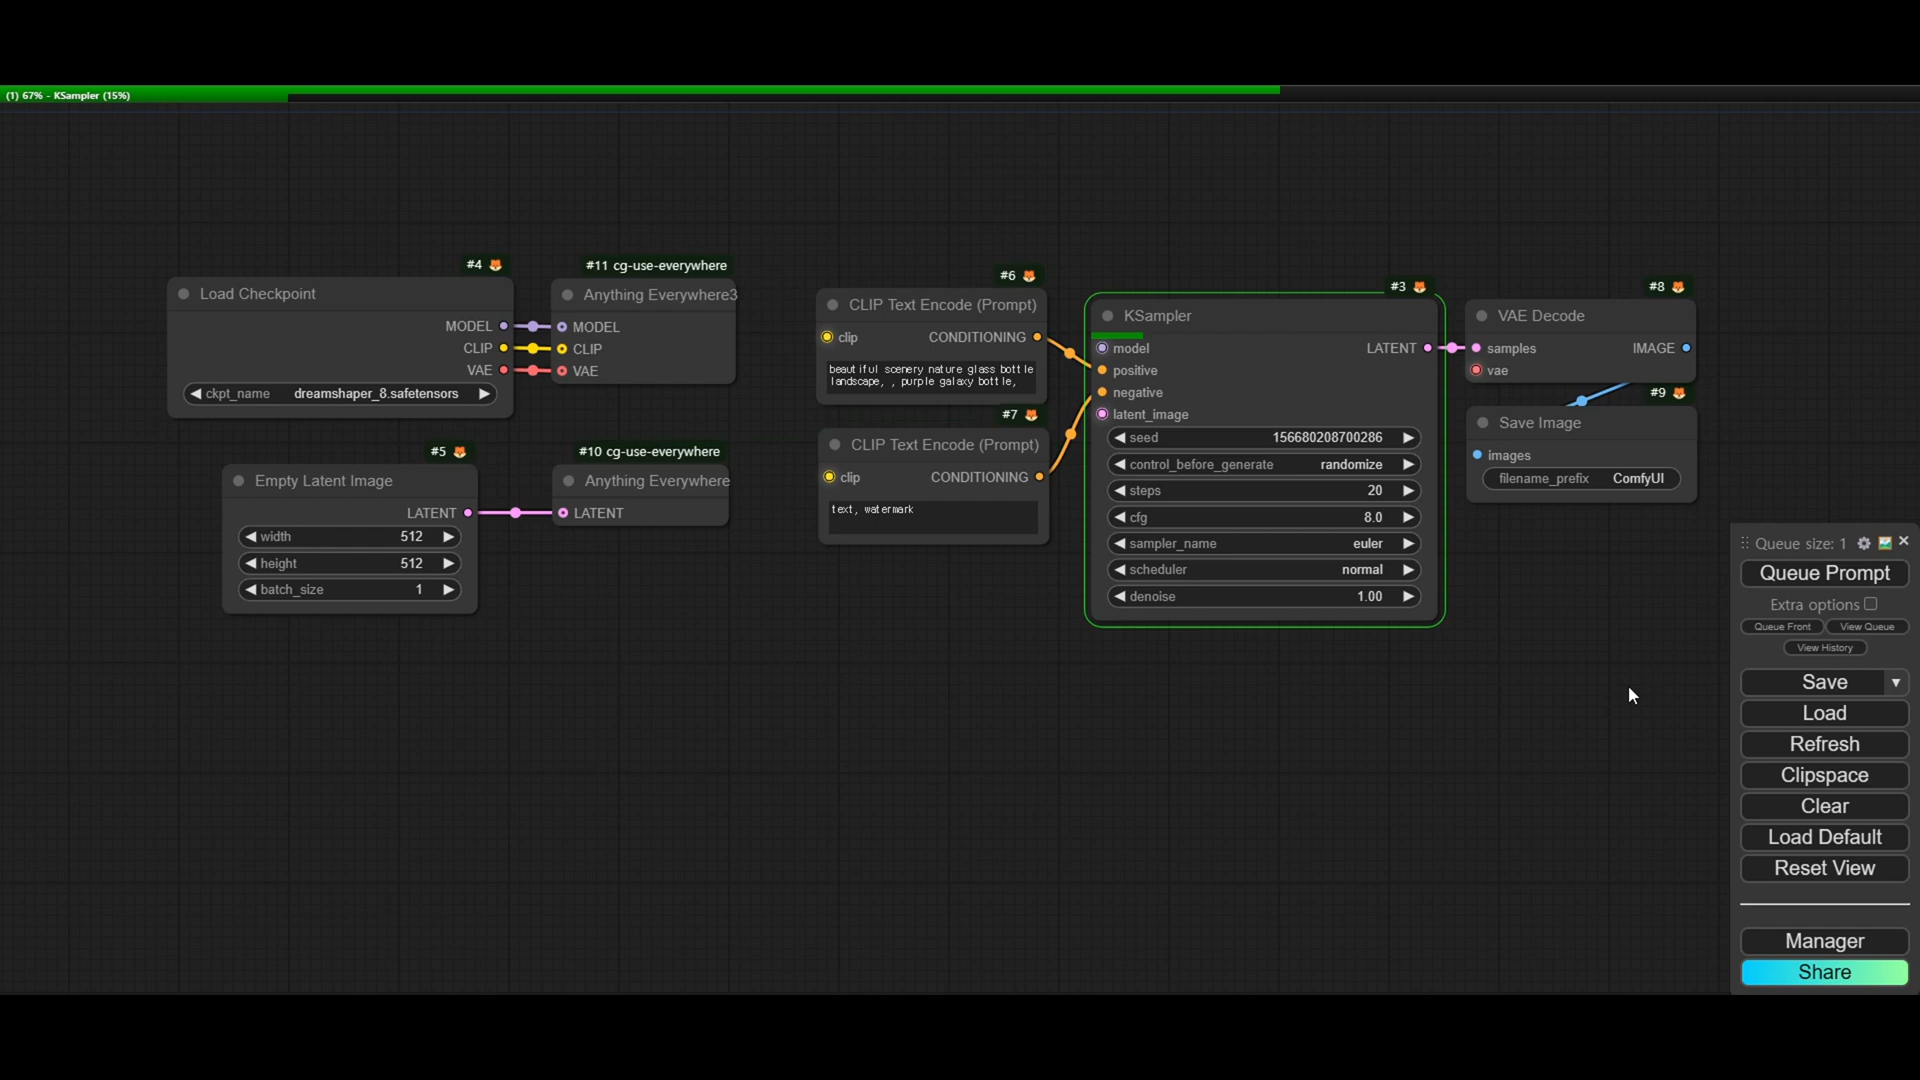 (1) 67% - KSampler (15%)
#4
Load Checkpoint
MODEL
CLIP
VAE
ckpt_name dreamshaper_8.safetensors
#11 cg-use-everywhere
Anything Everywhere3
MODEL
CLIP
VAE
#5
Empty Latent Image
LATENT
width 512
height 512
batch_size 1
#10 cg-use-everywhere
Anything Everywhere
LATENT
#6
CLIP Text Encode (Prompt)
clip CONDITIONING
beautiful scenery nature glass bottle
landscape, , purple galaxy bottle,
#7
CLIP Text Encode (Prompt)
clip CONDITIONING
text, watermark
#3
KSampler
model LATENT
positive
negative
latent_image
seed 156680208700286
control_before_generate randomize
steps 20
cfg 8.0
sampler_name euler
scheduler normal
denoise 1.00
#8
VAE Decode
samples IMAGE
vae
#9
Save Image
images
filename_prefix ComfyUI
Queue size: 1
Queue Prompt
Extra options
Queue Front View Queue
View History
Save
Load
Refresh
Clipspace
Clear
Load Default
Reset View
Manager
Share